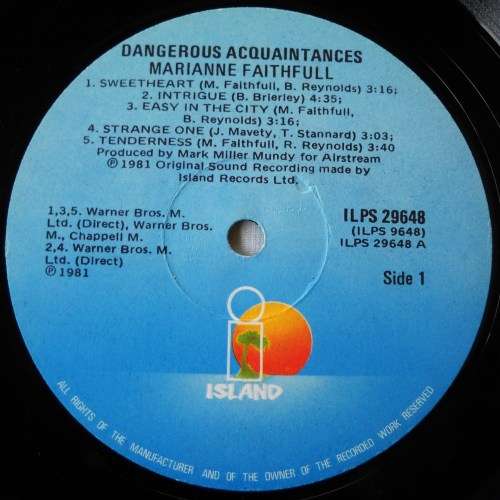 DANGEROUS ACQUAINTANCES
MARIANNE FAITHFULL
1. SWEETHEART (M. Faithfull, B. Reynolds) 3:16;
2. INTRIGUE (B. Brierley) 4:35;
3. EASY IN THE CITY (M. Faithfull,
B. Reynolds) 3:16;
4. STRANGE ONE (J. Mavety, T. Stannard) 3:03;
5. TENDERNESS (M. Faithfull, R. Reynolds) 3:40
Produced by Mark Miller Mundy for Airstream
℗1981 Original Sound Recording made by
Island Records Ltd.
1,3,5. Warner Bros. M.
Ltd. (Direct), Warner Bros.
M., Chappell M.
2,4. Warner Bros. M.
Ltd. (Direct)
℗1981
ILPS 29648
(ILPS 9648)
ILPS 29648 A
Side 1
i
ISLAND
ALL RIGHTS OF THE MANUFACTURER AND OF THE OWNER OF THE RECORDED WORK RESERVED